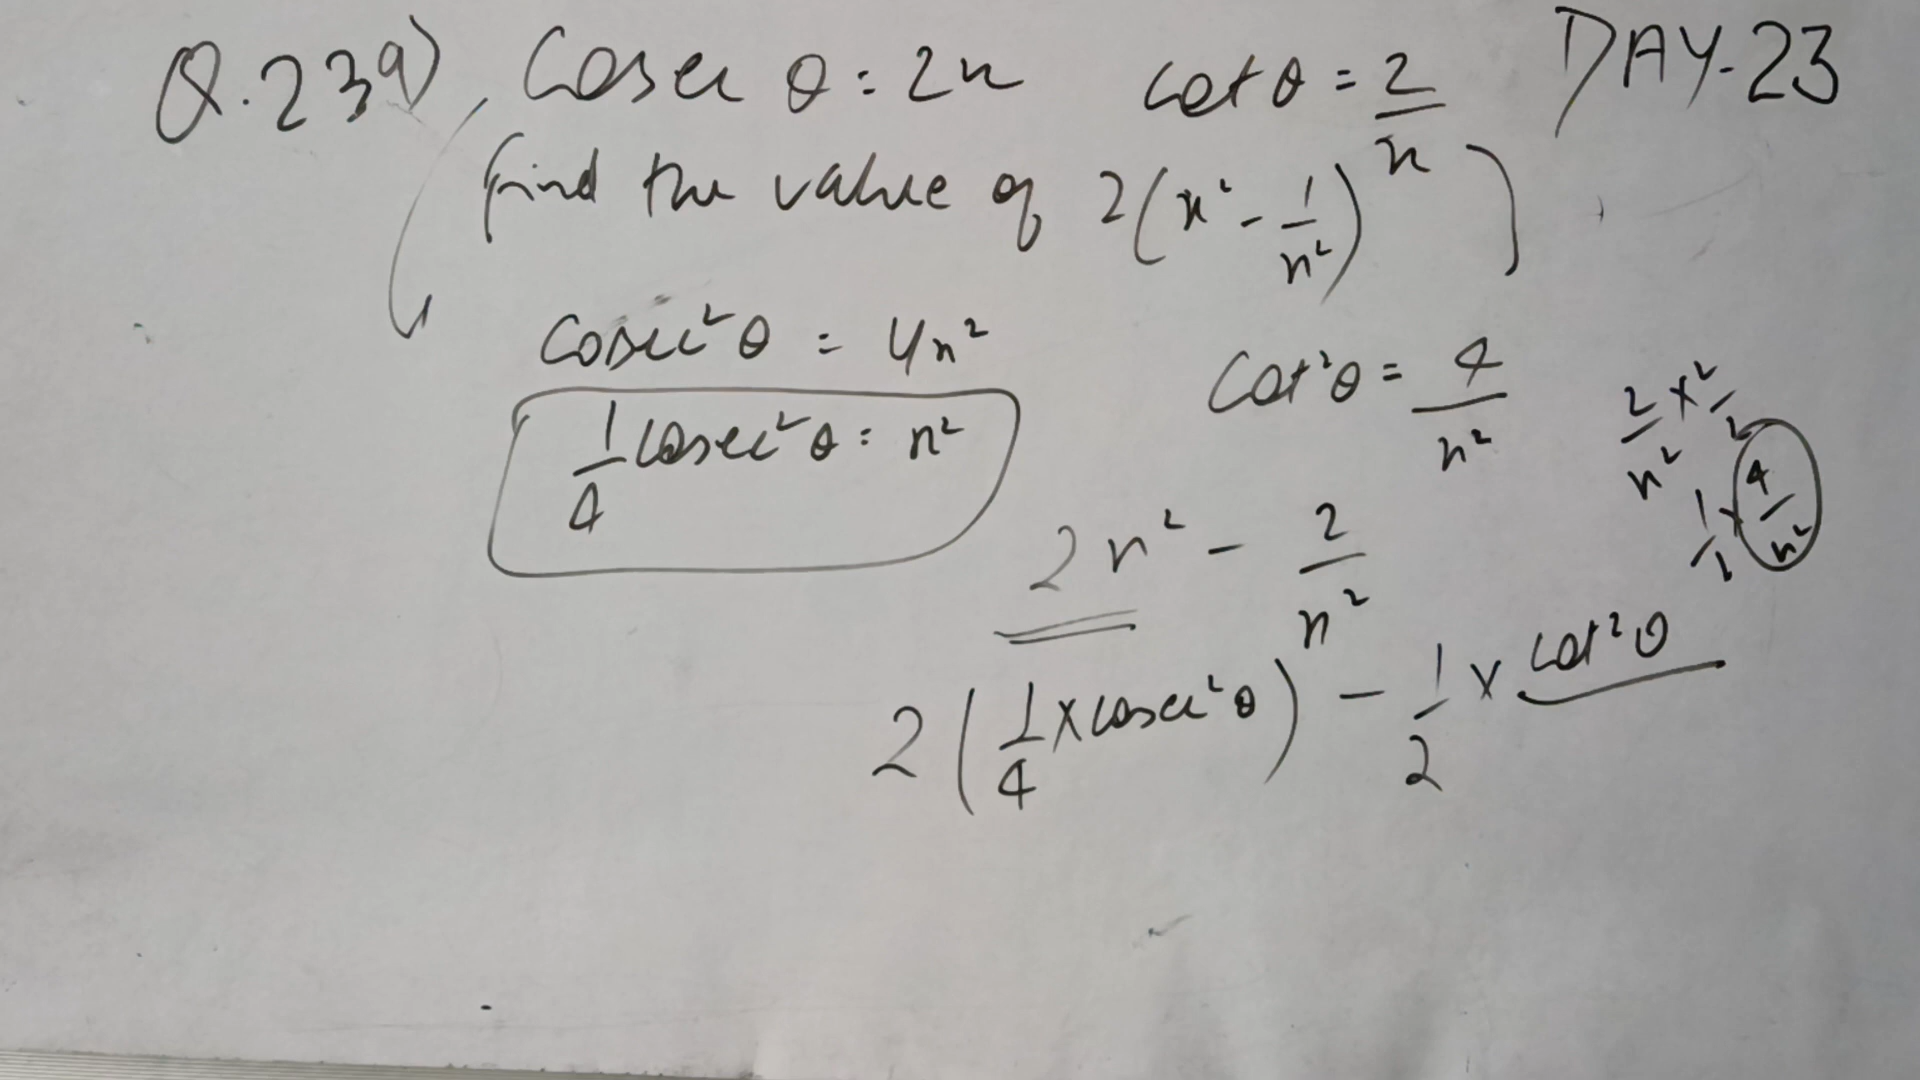 Q.23a) Cosec θ = 2x cot θ = 2/x DAY-23
find the value of 2(x² - 1/x²)
Cosec²θ = 4x²
Cot²θ = 4/x²
1/4 cosec²θ = x²
2/x² × 2/2
1/2 × 4/x²
2x² - 2/x²
2(1/4 × cosec²θ) - 1/2 × cot²θ